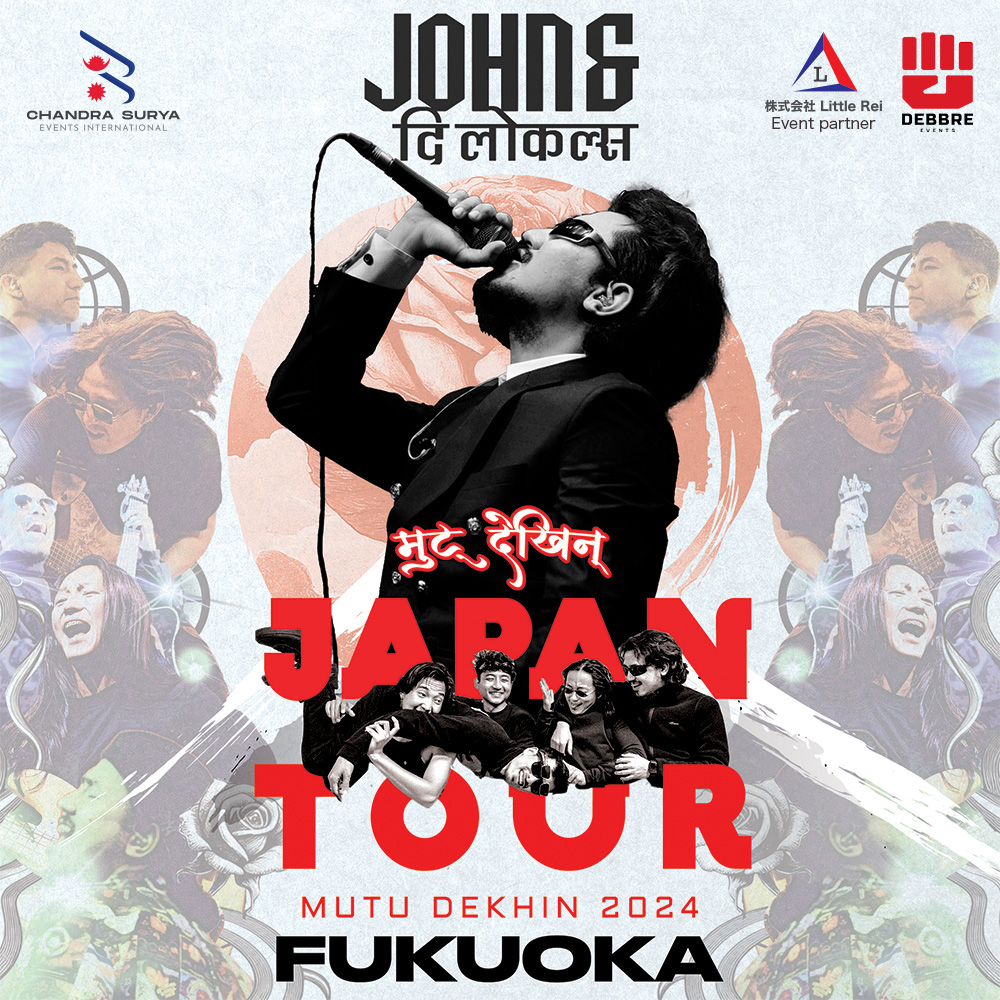 CHANDRA SURYA
EVENTS INTERNATIONAL
JOHN &
दि लोकल्स
L
株式会社 Little Rei
Event partner
DEBBRE
EVENTS
मुटु देखिन्
JAPAN
TOUR
MUTU DEKHIN 2024
FUKUOKA